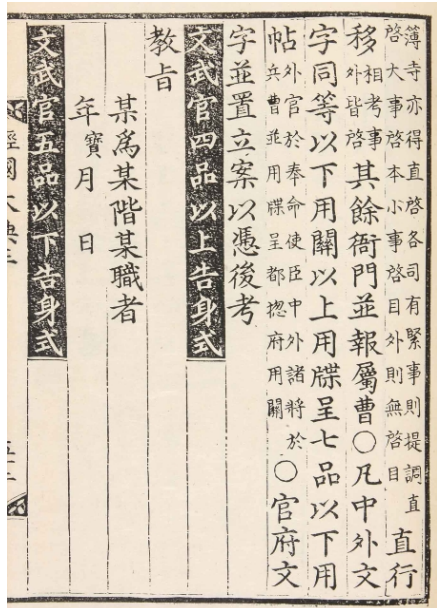 簿寺亦得直啓各司有緊事則提調直
啓大事啓本小事啓目外則無啓目 直行
移 相考事 外皆啓 其餘衙門並報屬曹○凡中外文
字同等以下用關以上用牒呈七品以下用
帖 外官於奉命使臣中外諸將於 兵曹並用牒呈都揔府用關 ○官府文
字並置立案以憑後考
文武官四品以上告身式
教旨
某爲某階某職者
年寶月 日
文武官五品以下告身式